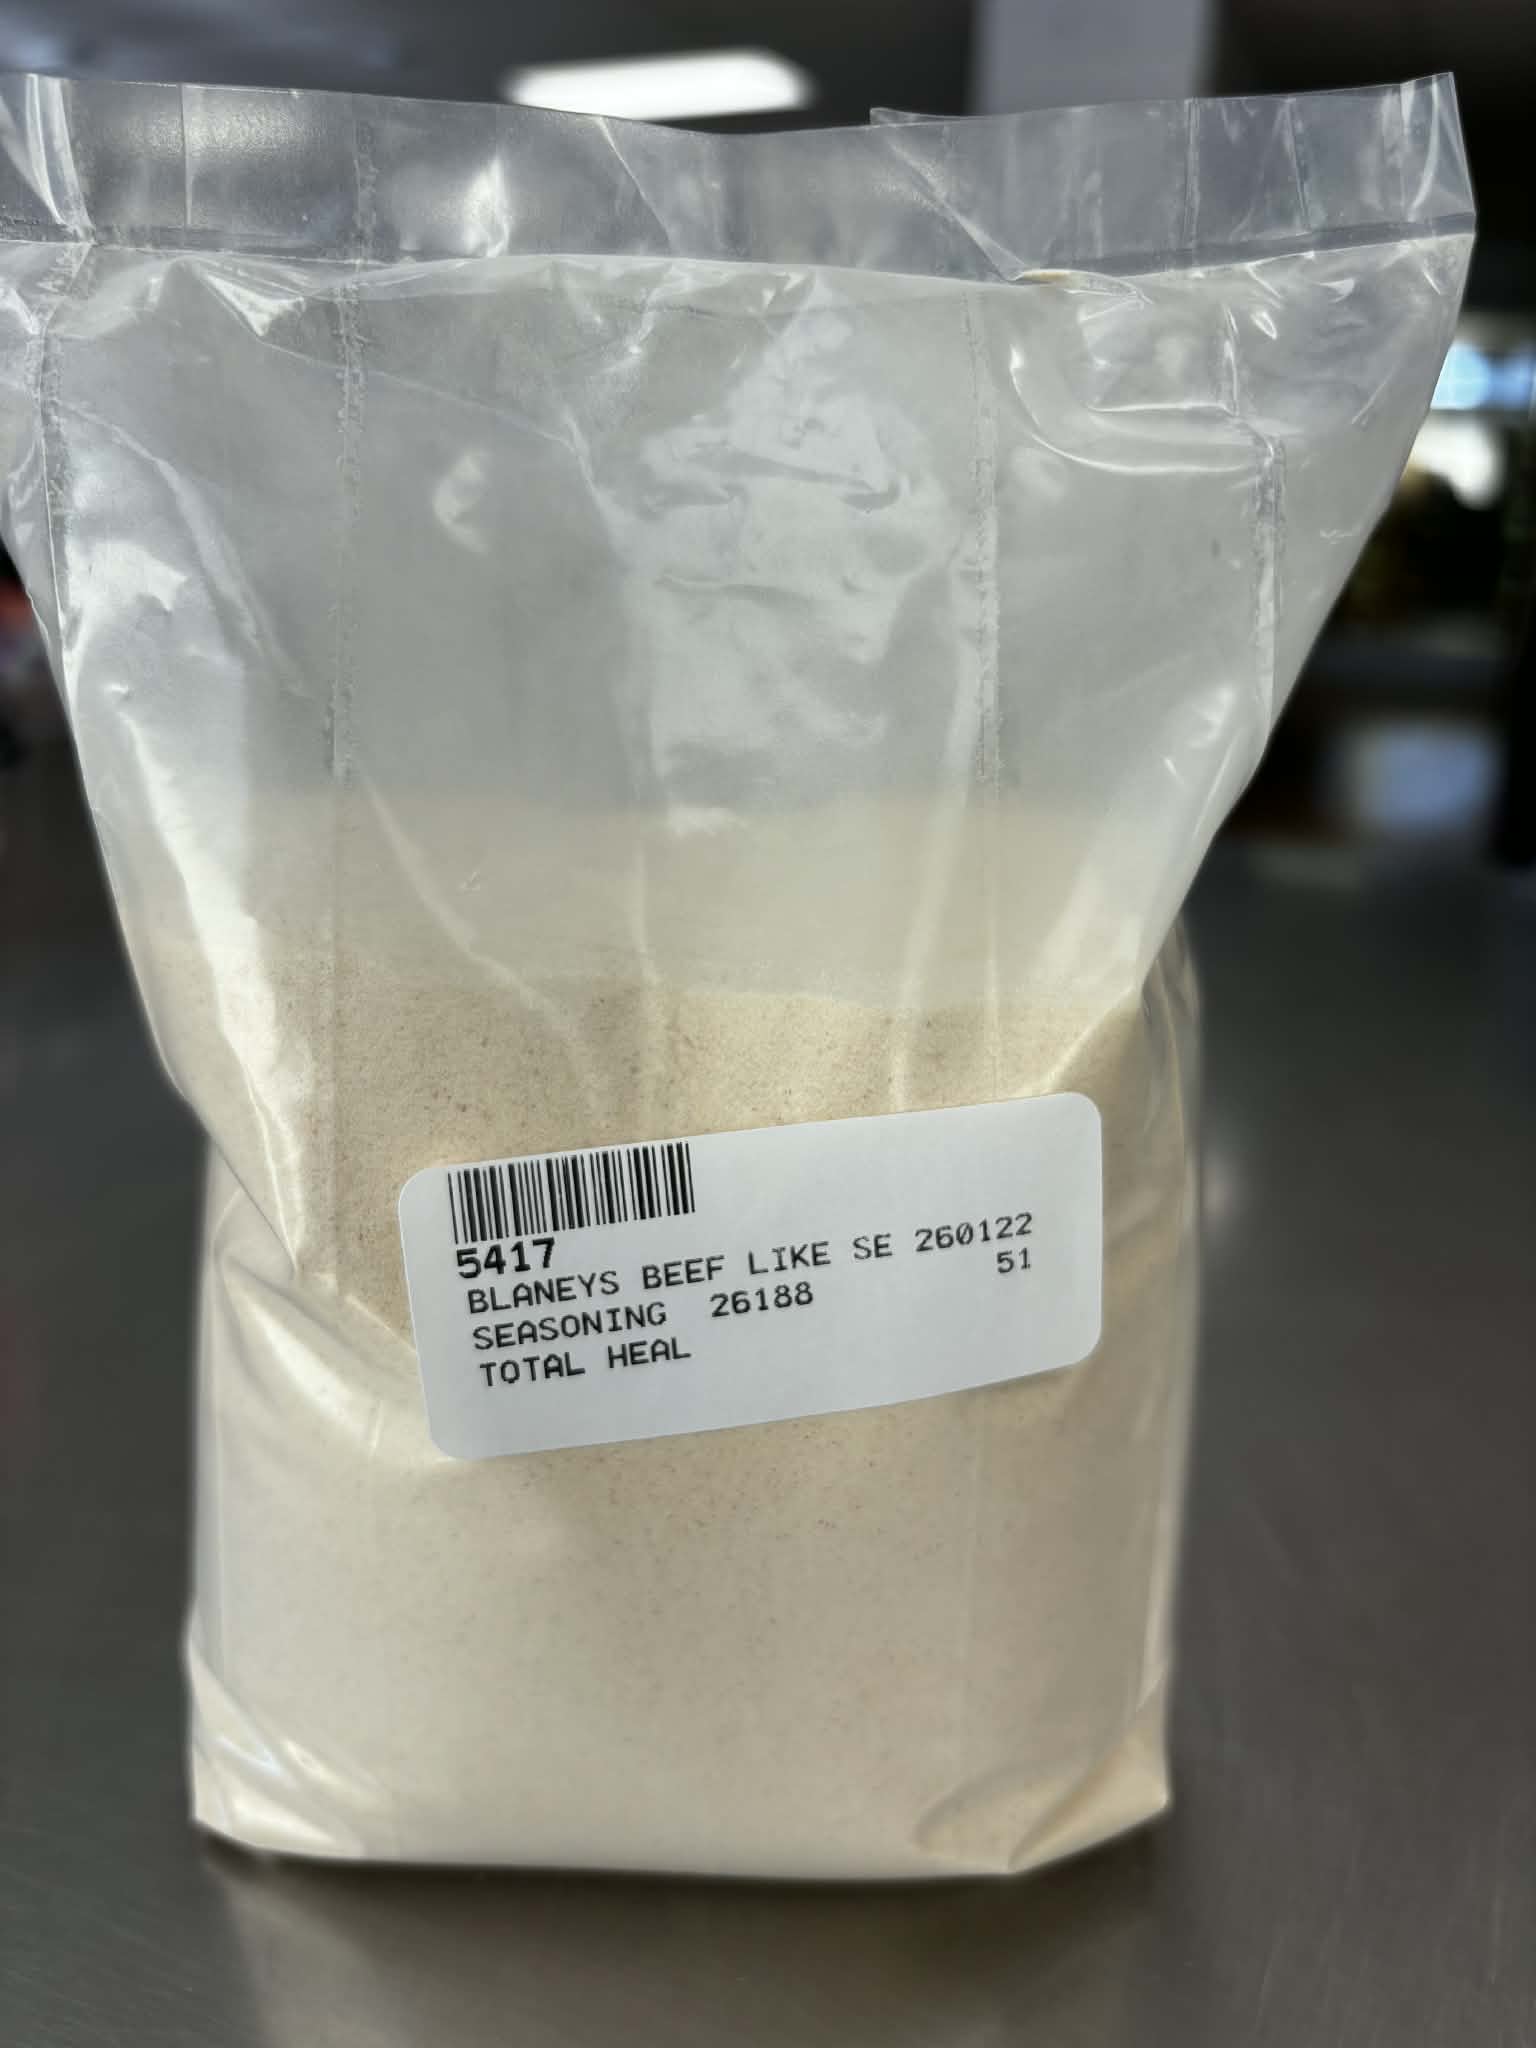 5417
BLANEYS BEEF LIKE SE 260122
SEASONING 26188 51
TOTAL HEAL